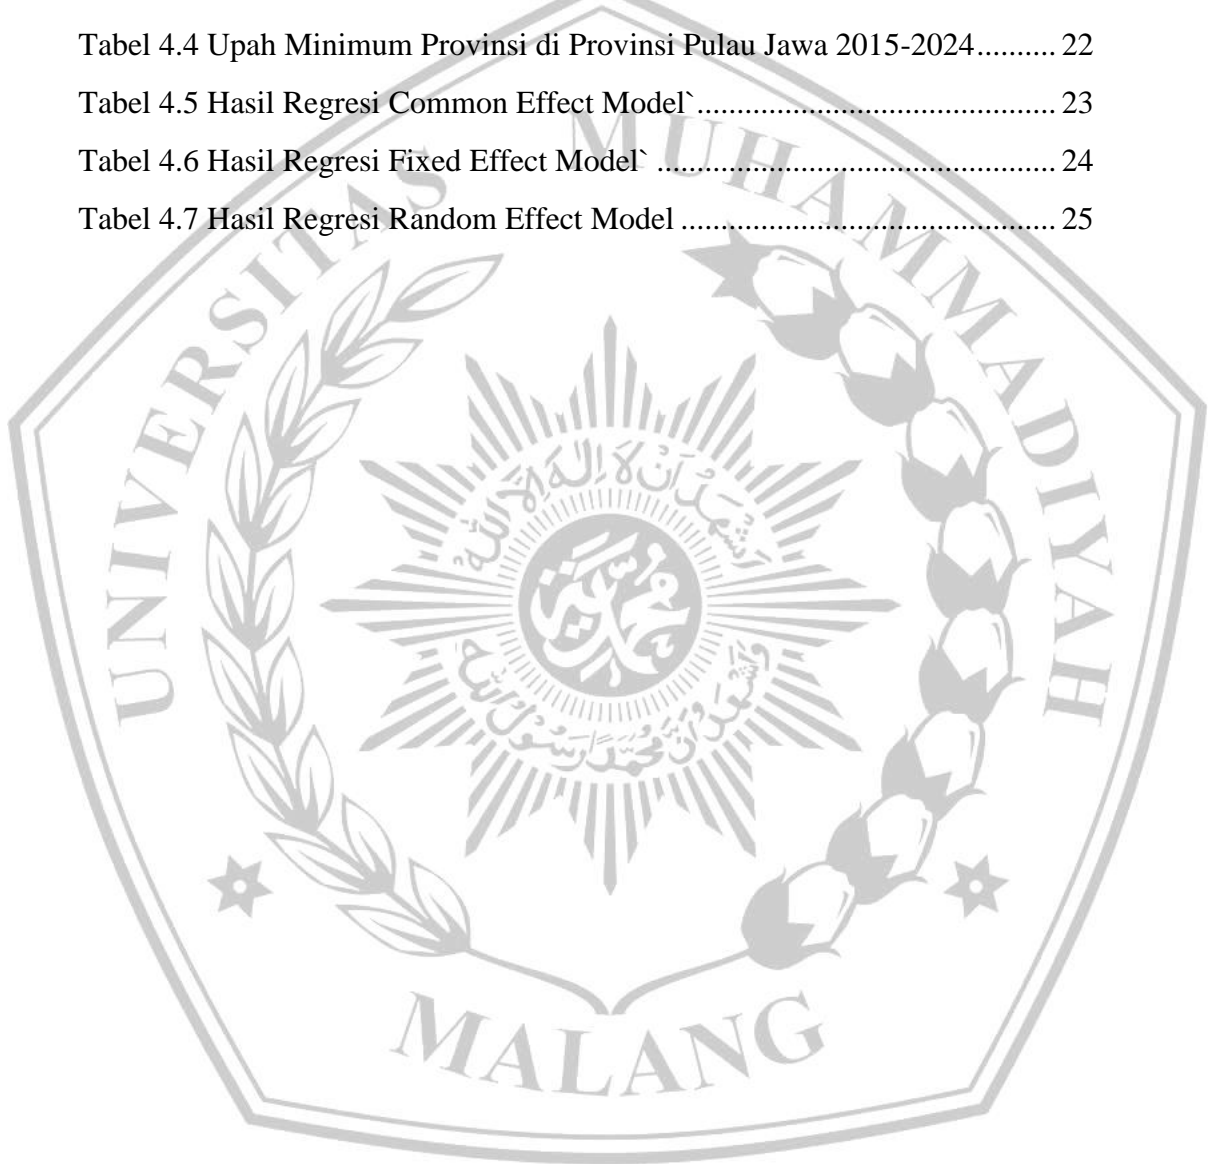 Tabel 4.4 Upah Minimum Provinsi di Provinsi Pulau Jawa 2015-2024.......... 22
Tabel 4.5 Hasil Regresi Common Effect Model`............................................. 23
Tabel 4.6 Hasil Regresi Fixed Effect Model` .................................................. 24
Tabel 4.7 Hasil Regresi Random Effect Model ............................................... 25
UNIVERSITAS MUHAMMADIYAH
MALANG